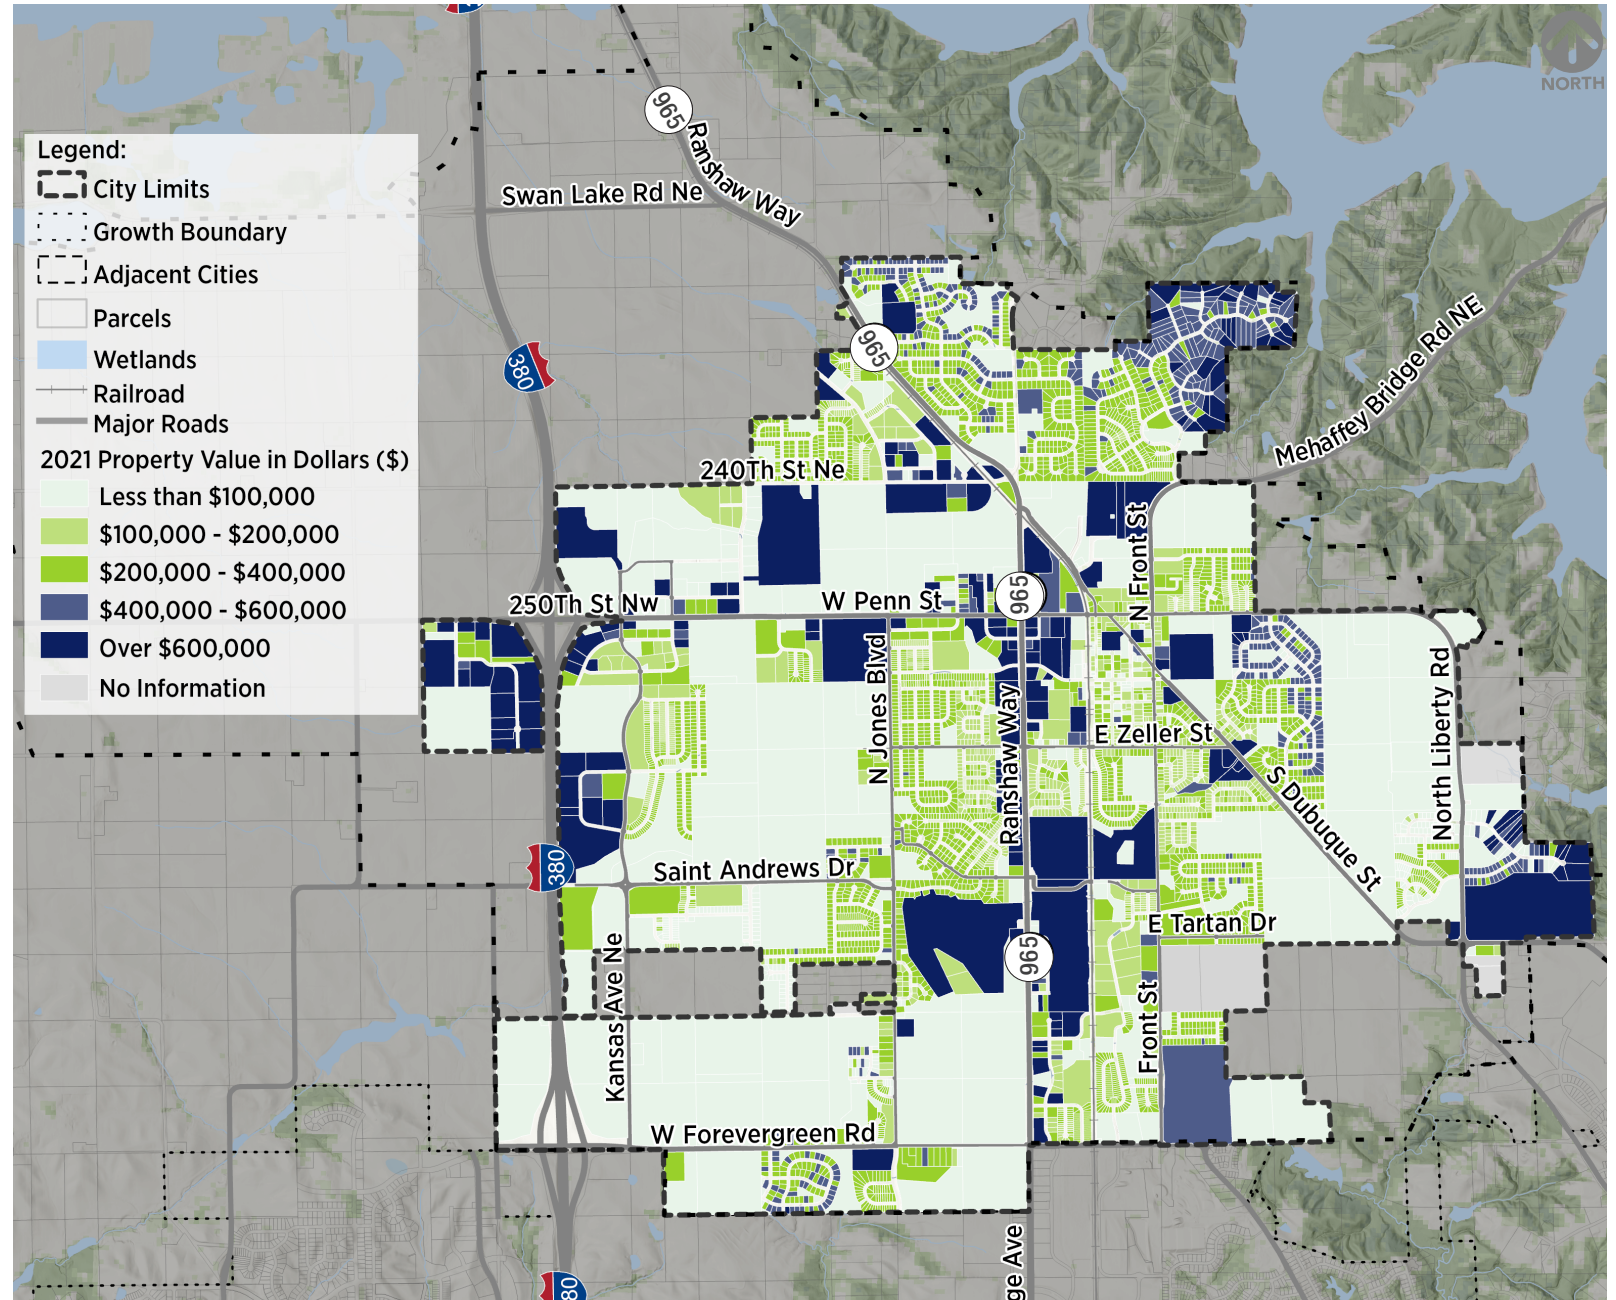 NORTH
965
Ranshaw Way
Swan Lake Rd Ne
Legend:
City Limits
Growth Boundary
Adjacent Cities
Parcels
Wetlands
Railroad
Major Roads
2021 Property Value in Dollars ($)
Less than $100,000
$100,000 - $200,000
$200,000 - $400,000
$400,000 - $600,000
Over $600,000
No Information
380
965
Mehaffey Bridge Rd NE
240Th St Ne
N Front St
250Th St Nw
W Penn St
965
N Jones Blvd
Ranshaw Way
E Zeller St
North Liberty Rd
S Dubuque St
380
Saint Andrews Dr
E Tartan Dr
965
Kansas Ave Ne
Front St
W Forevergreen Rd
ge Ave
80